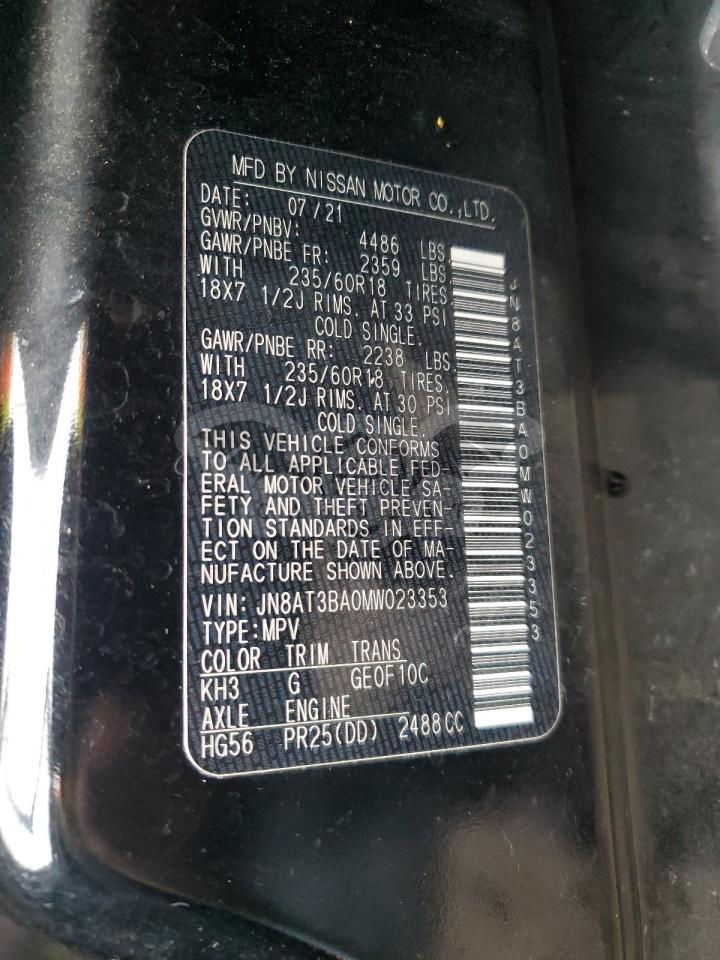 MFD BY NISSAN MOTOR CO.,LTD.
DATE: 07/21
GVWR/PNBV: 4486 LBS.
GAWR/PNBE FR: 2359 LBS.
WITH 235/60R18 TIRES.
18X7 1/2J RIMS. AT 33 PSI
COLD SINGLE.
GAWR/PNBE RR: 2238 LBS.
WITH 235/60R18 TIRES.
18X7 1/2J RIMS. AT 30 PSI
COLD SINGLE.
THIS VEHICLE CONFORMS
TO ALL APPLICABLE FED-
ERAL MOTOR VEHICLE SA-
FETY AND THEFT PREVEN-
TION STANDARDS IN EFF-
ECT ON THE DATE OF MA-
NUFACTURE SHOWN ABOVE.
VIN: JN8AT3BA0MW023353
TYPE:MPV
COLOR TRIM TRANS
KH3 G GE0F10C
AXLE ENGINE
HG56 PR25(DD) 2488CC
JN8AT3BA0MW023353